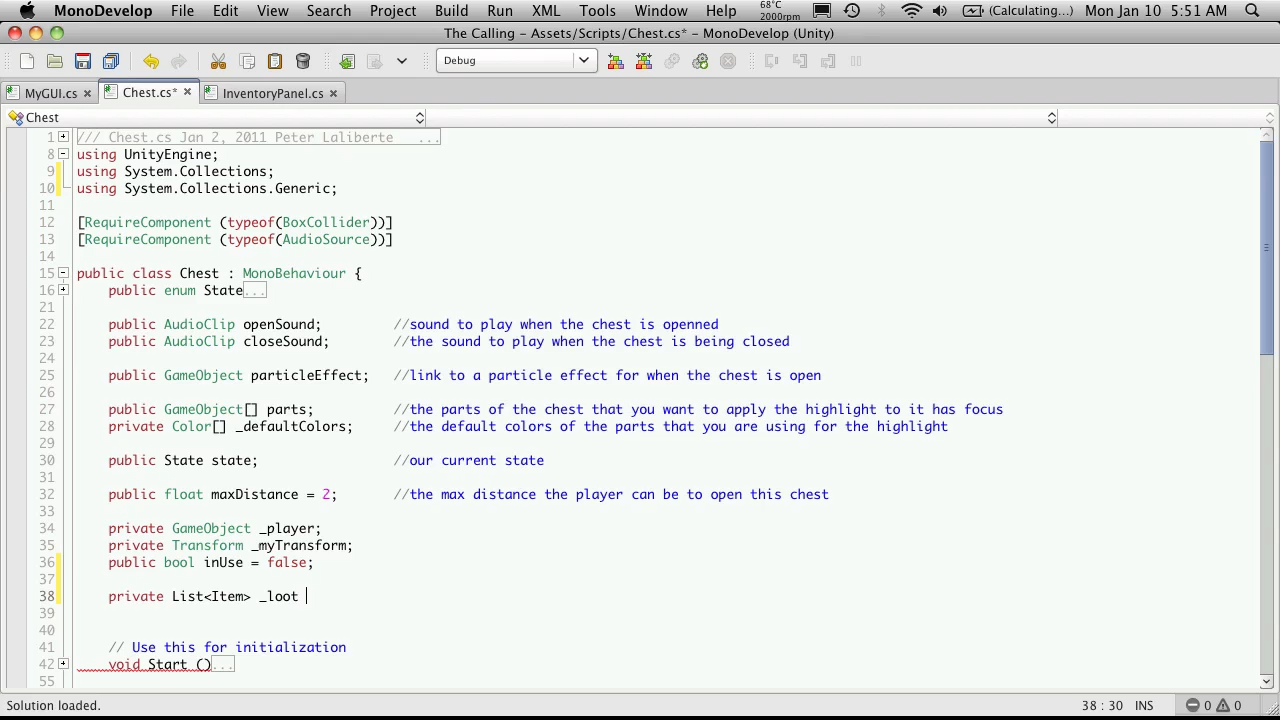 MonoDevelop File Edit View Search Project Build Run XML Tools Window Help 68°C 2000rpm (Calculating...) Mon Jan 10 5:51 AM
The Calling - Assets/Scripts/Chest.cs* - MonoDevelop (Unity)
Debug
MyGUI.cs Chest.cs* InventoryPanel.cs
Chest
1 /// Chest.cs Jan 2, 2011 Peter Laliberte ...
8 using UnityEngine;
9 using System.Collections;
10 using System.Collections.Generic;
11
12 [RequireComponent (typeof(BoxCollider))]
13 [RequireComponent (typeof(AudioSource))]
14
15 public class Chest : MonoBehaviour {
16 public enum State...
21
22 public AudioClip openSound; //sound to play when the chest is openned
23 public AudioClip closeSound; //the sound to play when the chest is being closed
24
25 public GameObject particleEffect; //link to a particle effect for when the chest is open
26
27 public GameObject[] parts; //the parts of the chest that you want to apply the highlight to it has focus
28 private Color[] _defaultColors; //the default colors of the parts that you are using for the highlight
29
30 public State state; //our current state
31
32 public float maxDistance = 2; //the max distance the player can be to open this chest
33
34 private GameObject _player;
35 private Transform _myTransform;
36 public bool inUse = false;
37
38 private List<Item> _loot
39
40
41 // Use this for initialization
42 void Start ()...
55
Solution loaded. 38 : 30 INS 0 0